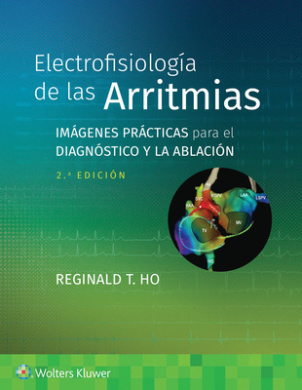 Electrofisiología
de las Arritmias
IMÁGENES PRÁCTICAS para el
DIAGNÓSTICO Y LA ABLACIÓN
2.ª EDICIÓN
REGINALD T. HO
Wolters Kluwer